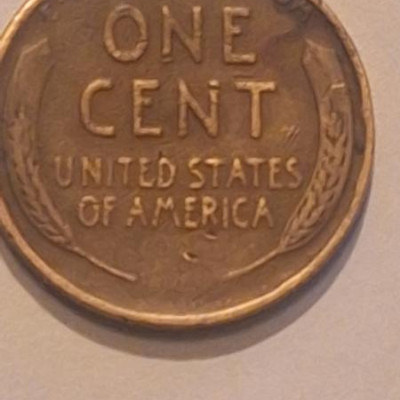 ONE
CENT
UNITED STATES
OF AMERICA